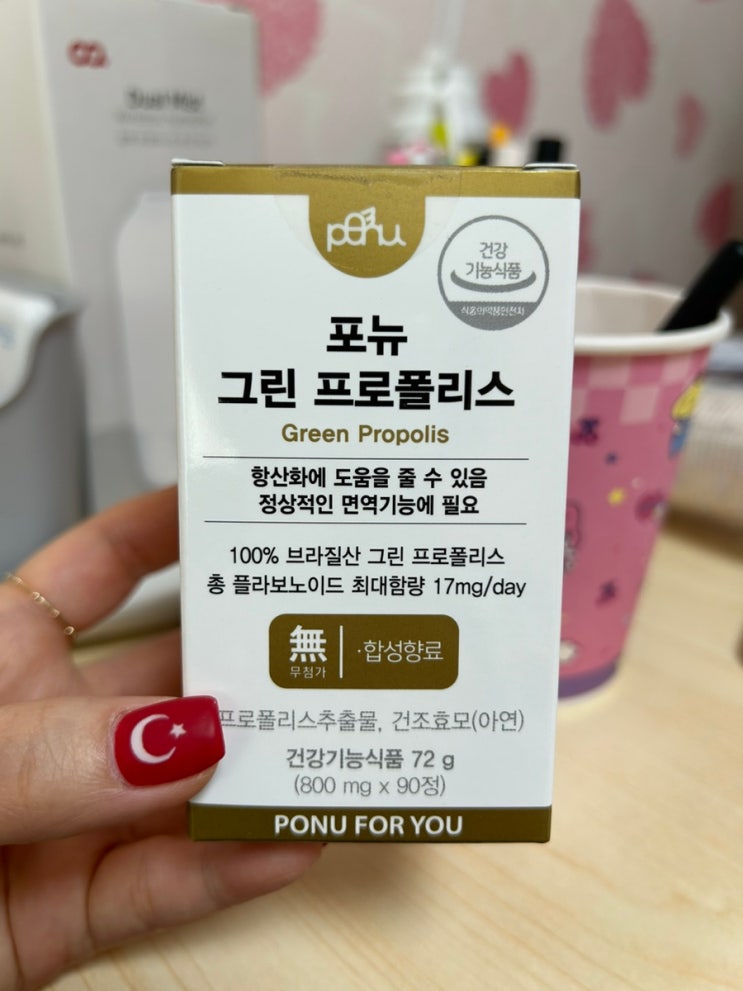 ponu
건강
기능식품
식품의약품안전처
포뉴
그린 프로폴리스
Green Propolis
항산화에 도움을 줄 수 있음
정상적인 면역기능에 필요
100% 브라질산 그린 프로폴리스
총 플라보노이드 최대함량 17mg/day
無
무첨가
·합성향료
프로폴리스추출물, 건조효모(아연)
건강기능식품 72 g
(800 mg x 90정)
PONU FOR YOU